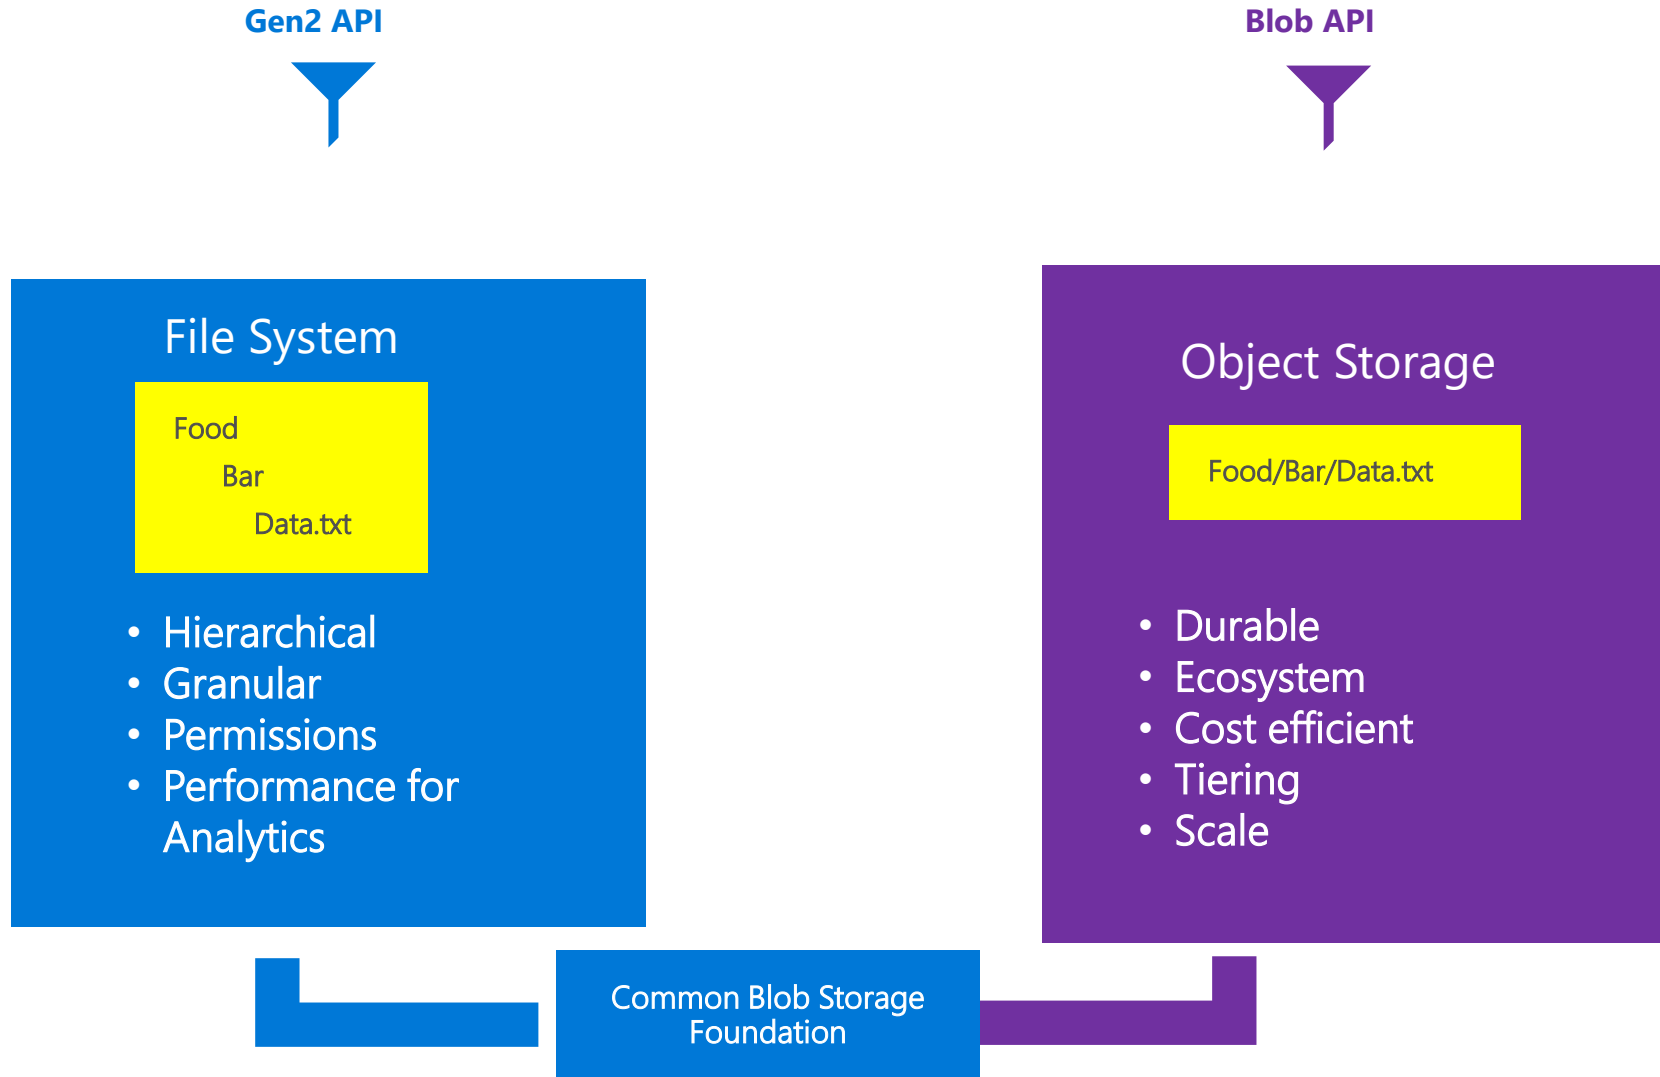 Gen2 API
Blob API
File System
Food
Bar
Data.txt
• Hierarchical
• Granular
• Permissions
• Performance for
Analytics
Object Storage
Food/Bar/Data.txt
• Durable
• Ecosystem
• Cost efficient
• Tiering
• Scale
Common Blob Storage
Foundation